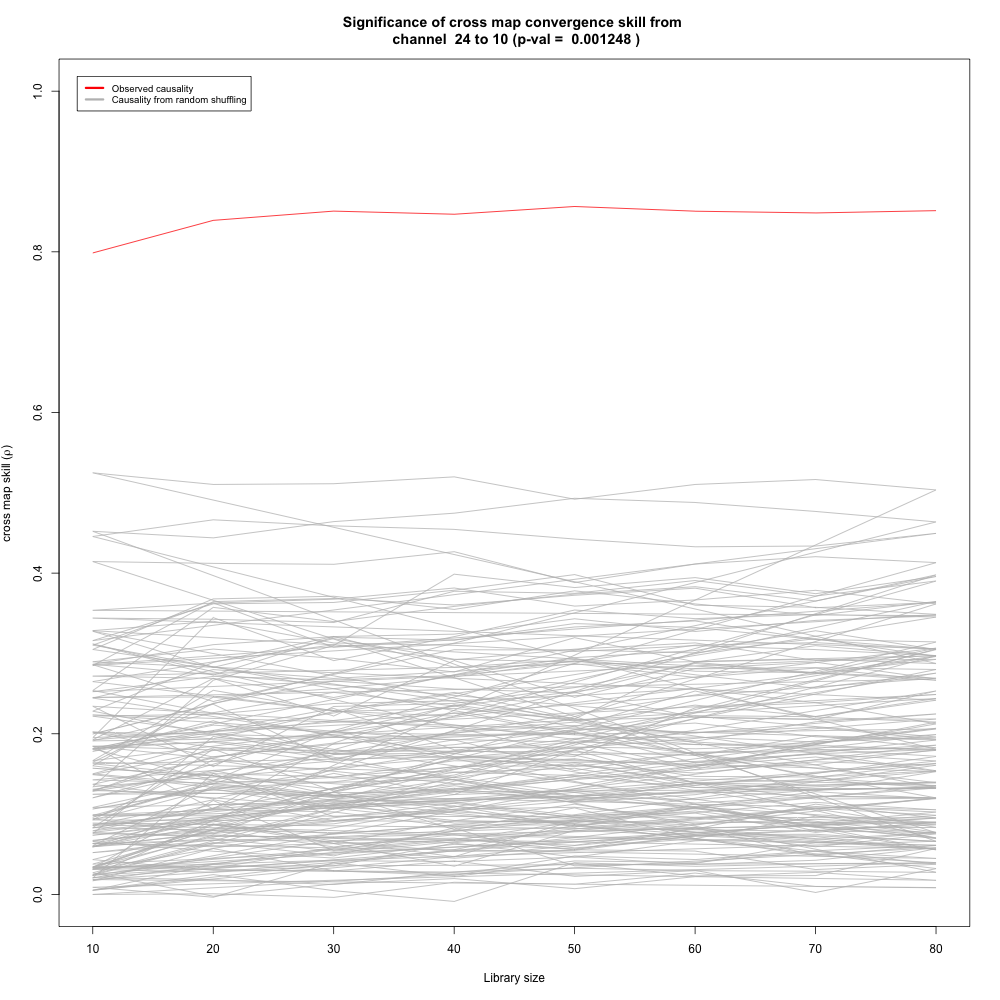 Significance of cross map convergence skill from
channel  24 to 10 (p-val =  0.001248 )
Observed causality
Causality from random shuffling
cross map skill (ρ)
1.0
0.8
0.6
0.4
0.2
0.0
10 20 30 40 50 60 70 80
Library size